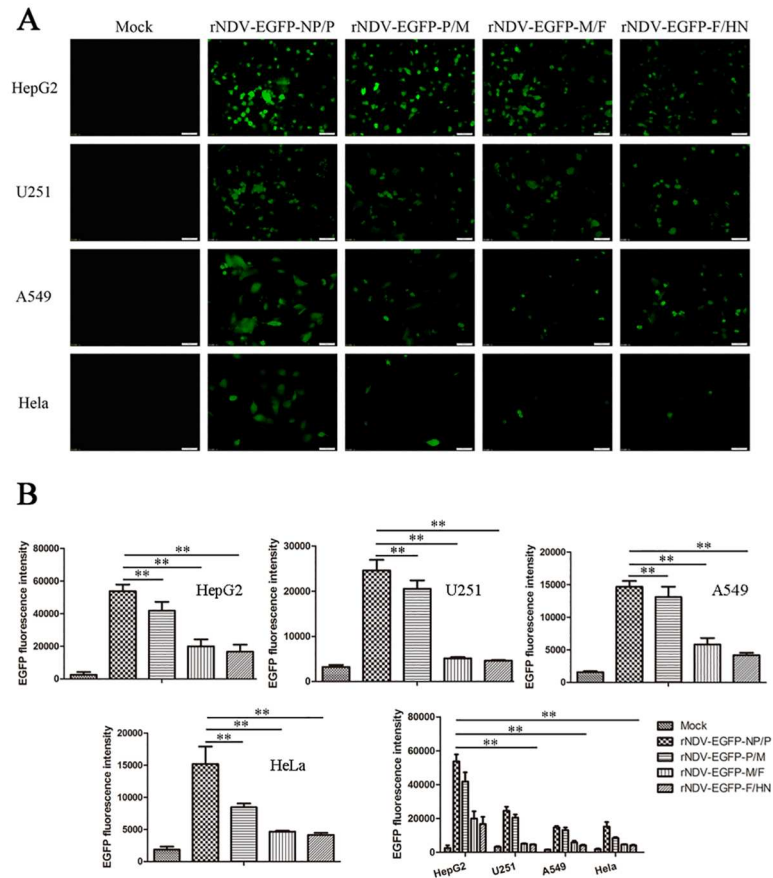 A
Mock rNDV-EGFP-NP/P rNDV-EGFP-P/M rNDV-EGFP-M/F rNDV-EGFP-F/HN
HepG2
U251
A549
Hela
B
EGFP fluorescence intensity
80000
60000
40000
20000
0
**
**
**
HepG2
EGFP fluorescence intensity
30000
20000
10000
0
**
**
**
U251
EGFP fluorescence intensity
20000
15000
10000
5000
0
**
**
**
A549
EGFP fluorescence intensity
20000
15000
10000
5000
0
**
**
**
HeLa
EGFP fluorescence intensity
80000
60000
40000
20000
0
**
**
**
HepG2 U251 A549 Hela
Mock
rNDV-EGFP-NP/P
rNDV-EGFP-P/M
rNDV-EGFP-M/F
rNDV-EGFP-F/HN